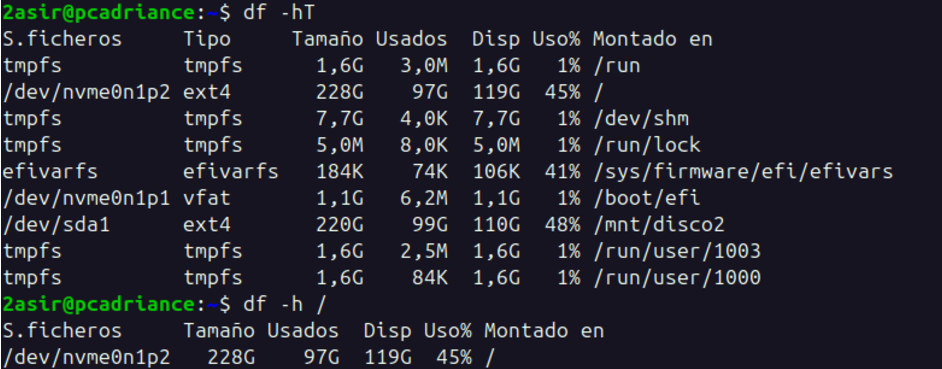 2asir@pcadriance:~$ df -hT
S.ficheros     Tipo     Tamaño Usados  Disp Uso% Montado en
tmpfs          tmpfs      1,6G   3,0M  1,6G   1% /run
/dev/nvme0n1p2 ext4       228G    97G  119G  45% /
tmpfs          tmpfs      7,7G   4,0K  7,7G   1% /dev/shm
tmpfs          tmpfs      5,0M   8,0K  5,0M   1% /run/lock
efivarfs       efivarfs   184K    74K  106K  41% /sys/firmware/efi/efivars
/dev/nvme0n1p1 vfat       1,1G   6,2M  1,1G   1% /boot/efi
/dev/sda1      ext4       220G    99G  110G  48% /mnt/disco2
tmpfs          tmpfs      1,6G   2,5M  1,6G   1% /run/user/1003
tmpfs          tmpfs      1,6G    84K  1,6G   1% /run/user/1000
2asir@pcadriance:~$ df -h /
S.ficheros     Tamaño Usados  Disp Uso% Montado en
/dev/nvme0n1p2   228G    97G  119G  45% /